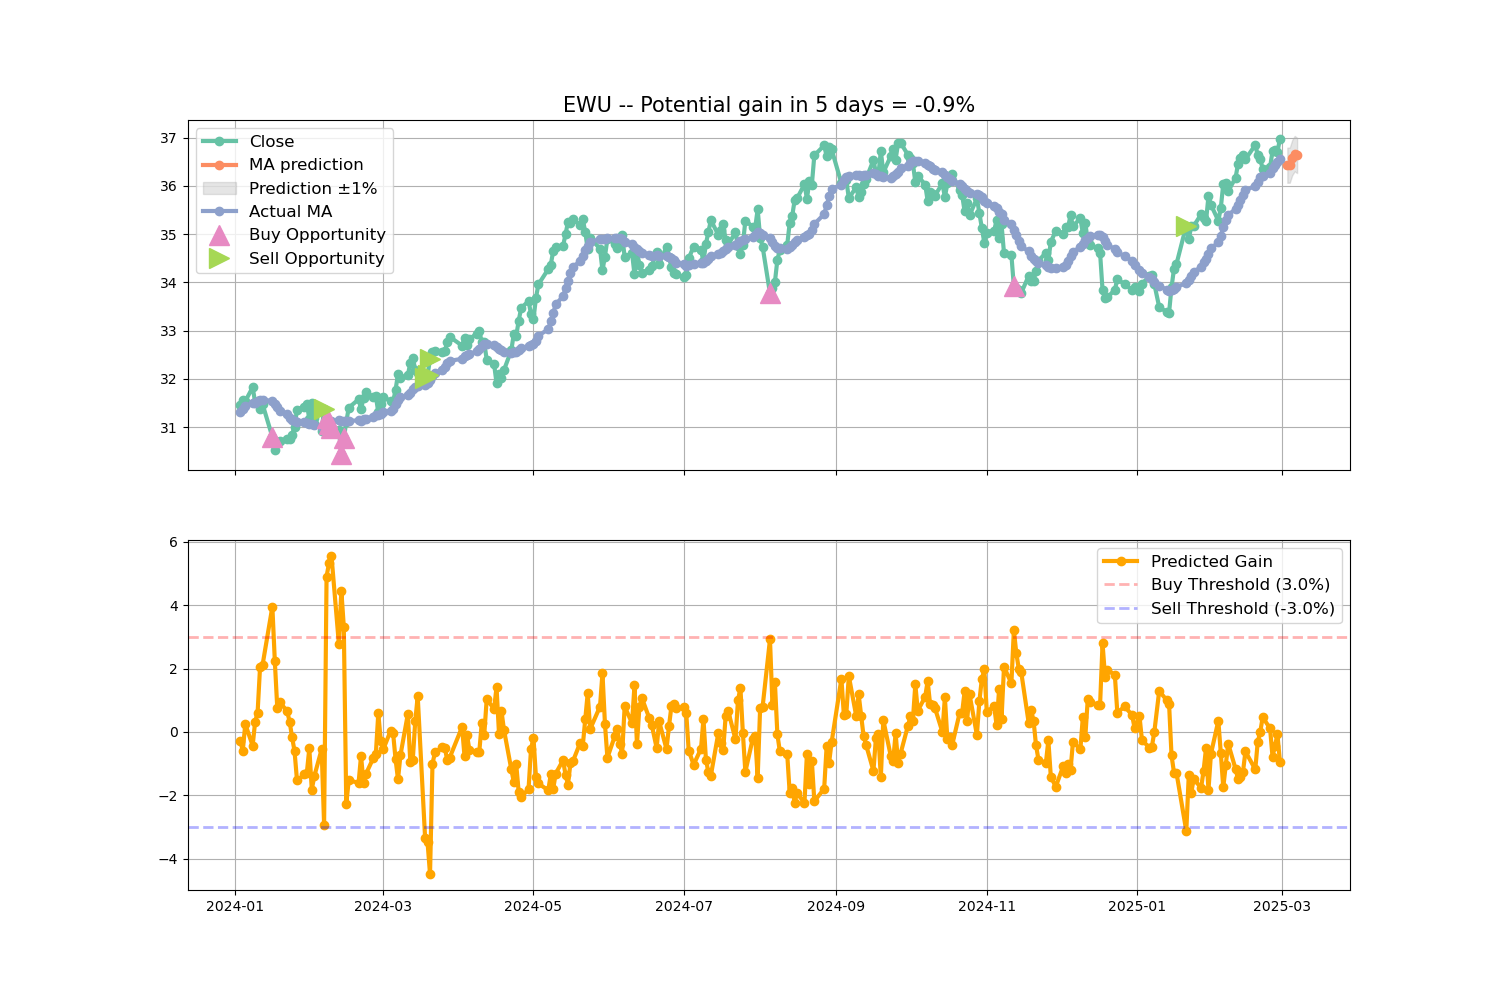 EWU -- Potential gain in 5 days = -0.9%
37
36
35
34
33
32
31
Close
MA prediction
Prediction ±1%
Actual MA
Buy Opportunity
Sell Opportunity
6
4
2
0
−2
−4
Predicted Gain
Buy Threshold (3.0%)
Sell Threshold (-3.0%)
2024-01
2024-03
2024-05
2024-07
2024-09
2024-11
2025-01
2025-03